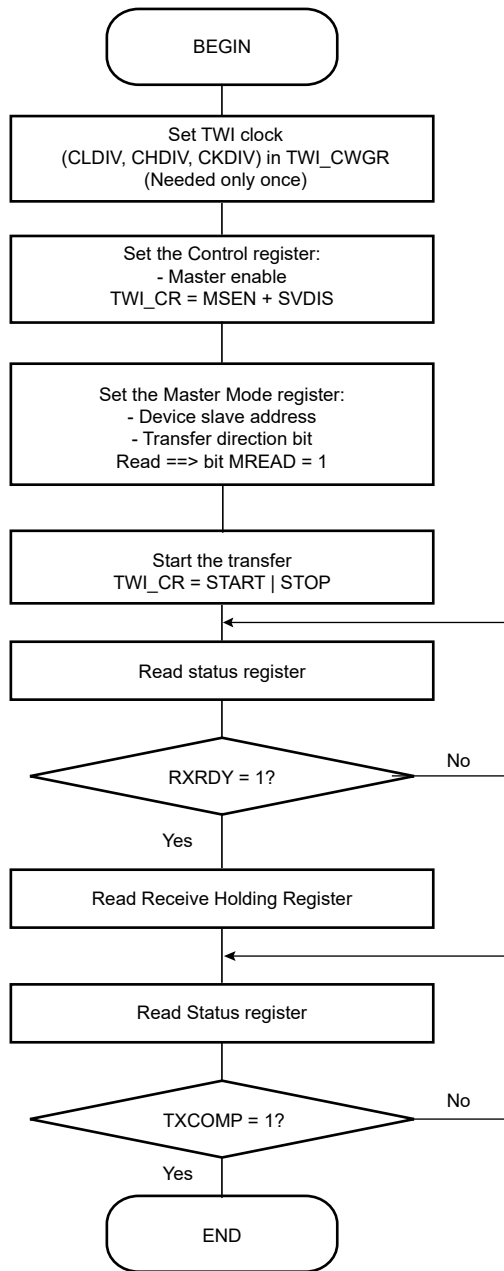 BEGIN
Set TWI clock
(CLDIV, CHDIV, CKDIV) in TWI_CWGR
(Needed only once)
Set the Control register:
- Master enable
TWI_CR = MSEN + SVDIS
Set the Master Mode register:
- Device slave address
- Transfer direction bit
Read ==> bit MREAD = 1
Start the transfer
TWI_CR = START | STOP
Read status register
RXRDY = 1?
No
Yes
Read Receive Holding Register
Read Status register
TXCOMP = 1?
No
Yes
END